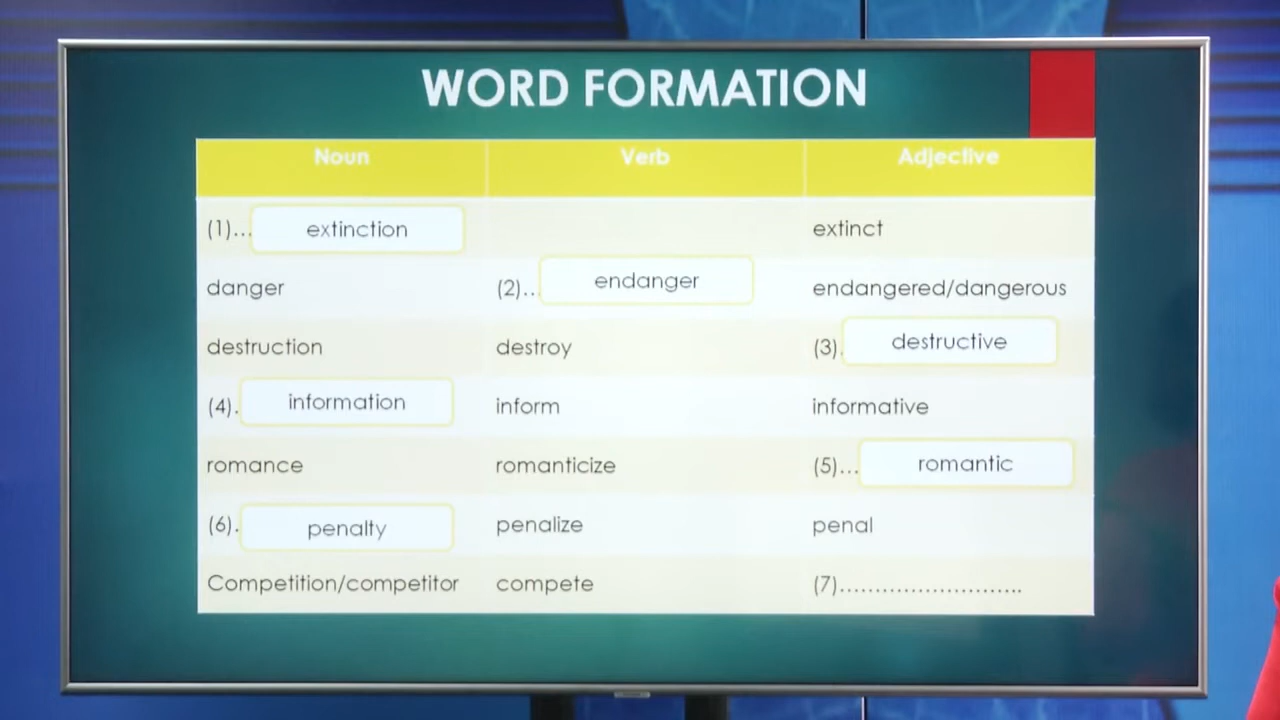 WORD FORMATION
Noun Verb Adjective
(1)... extinction extinct
danger (2)... endanger endangered/dangerous
destruction destroy (3). destructive
(4). information inform informative
romance romanticize (5)... romantic
(6). penalty penalize penal
Competition/competitor compete (7)..........................